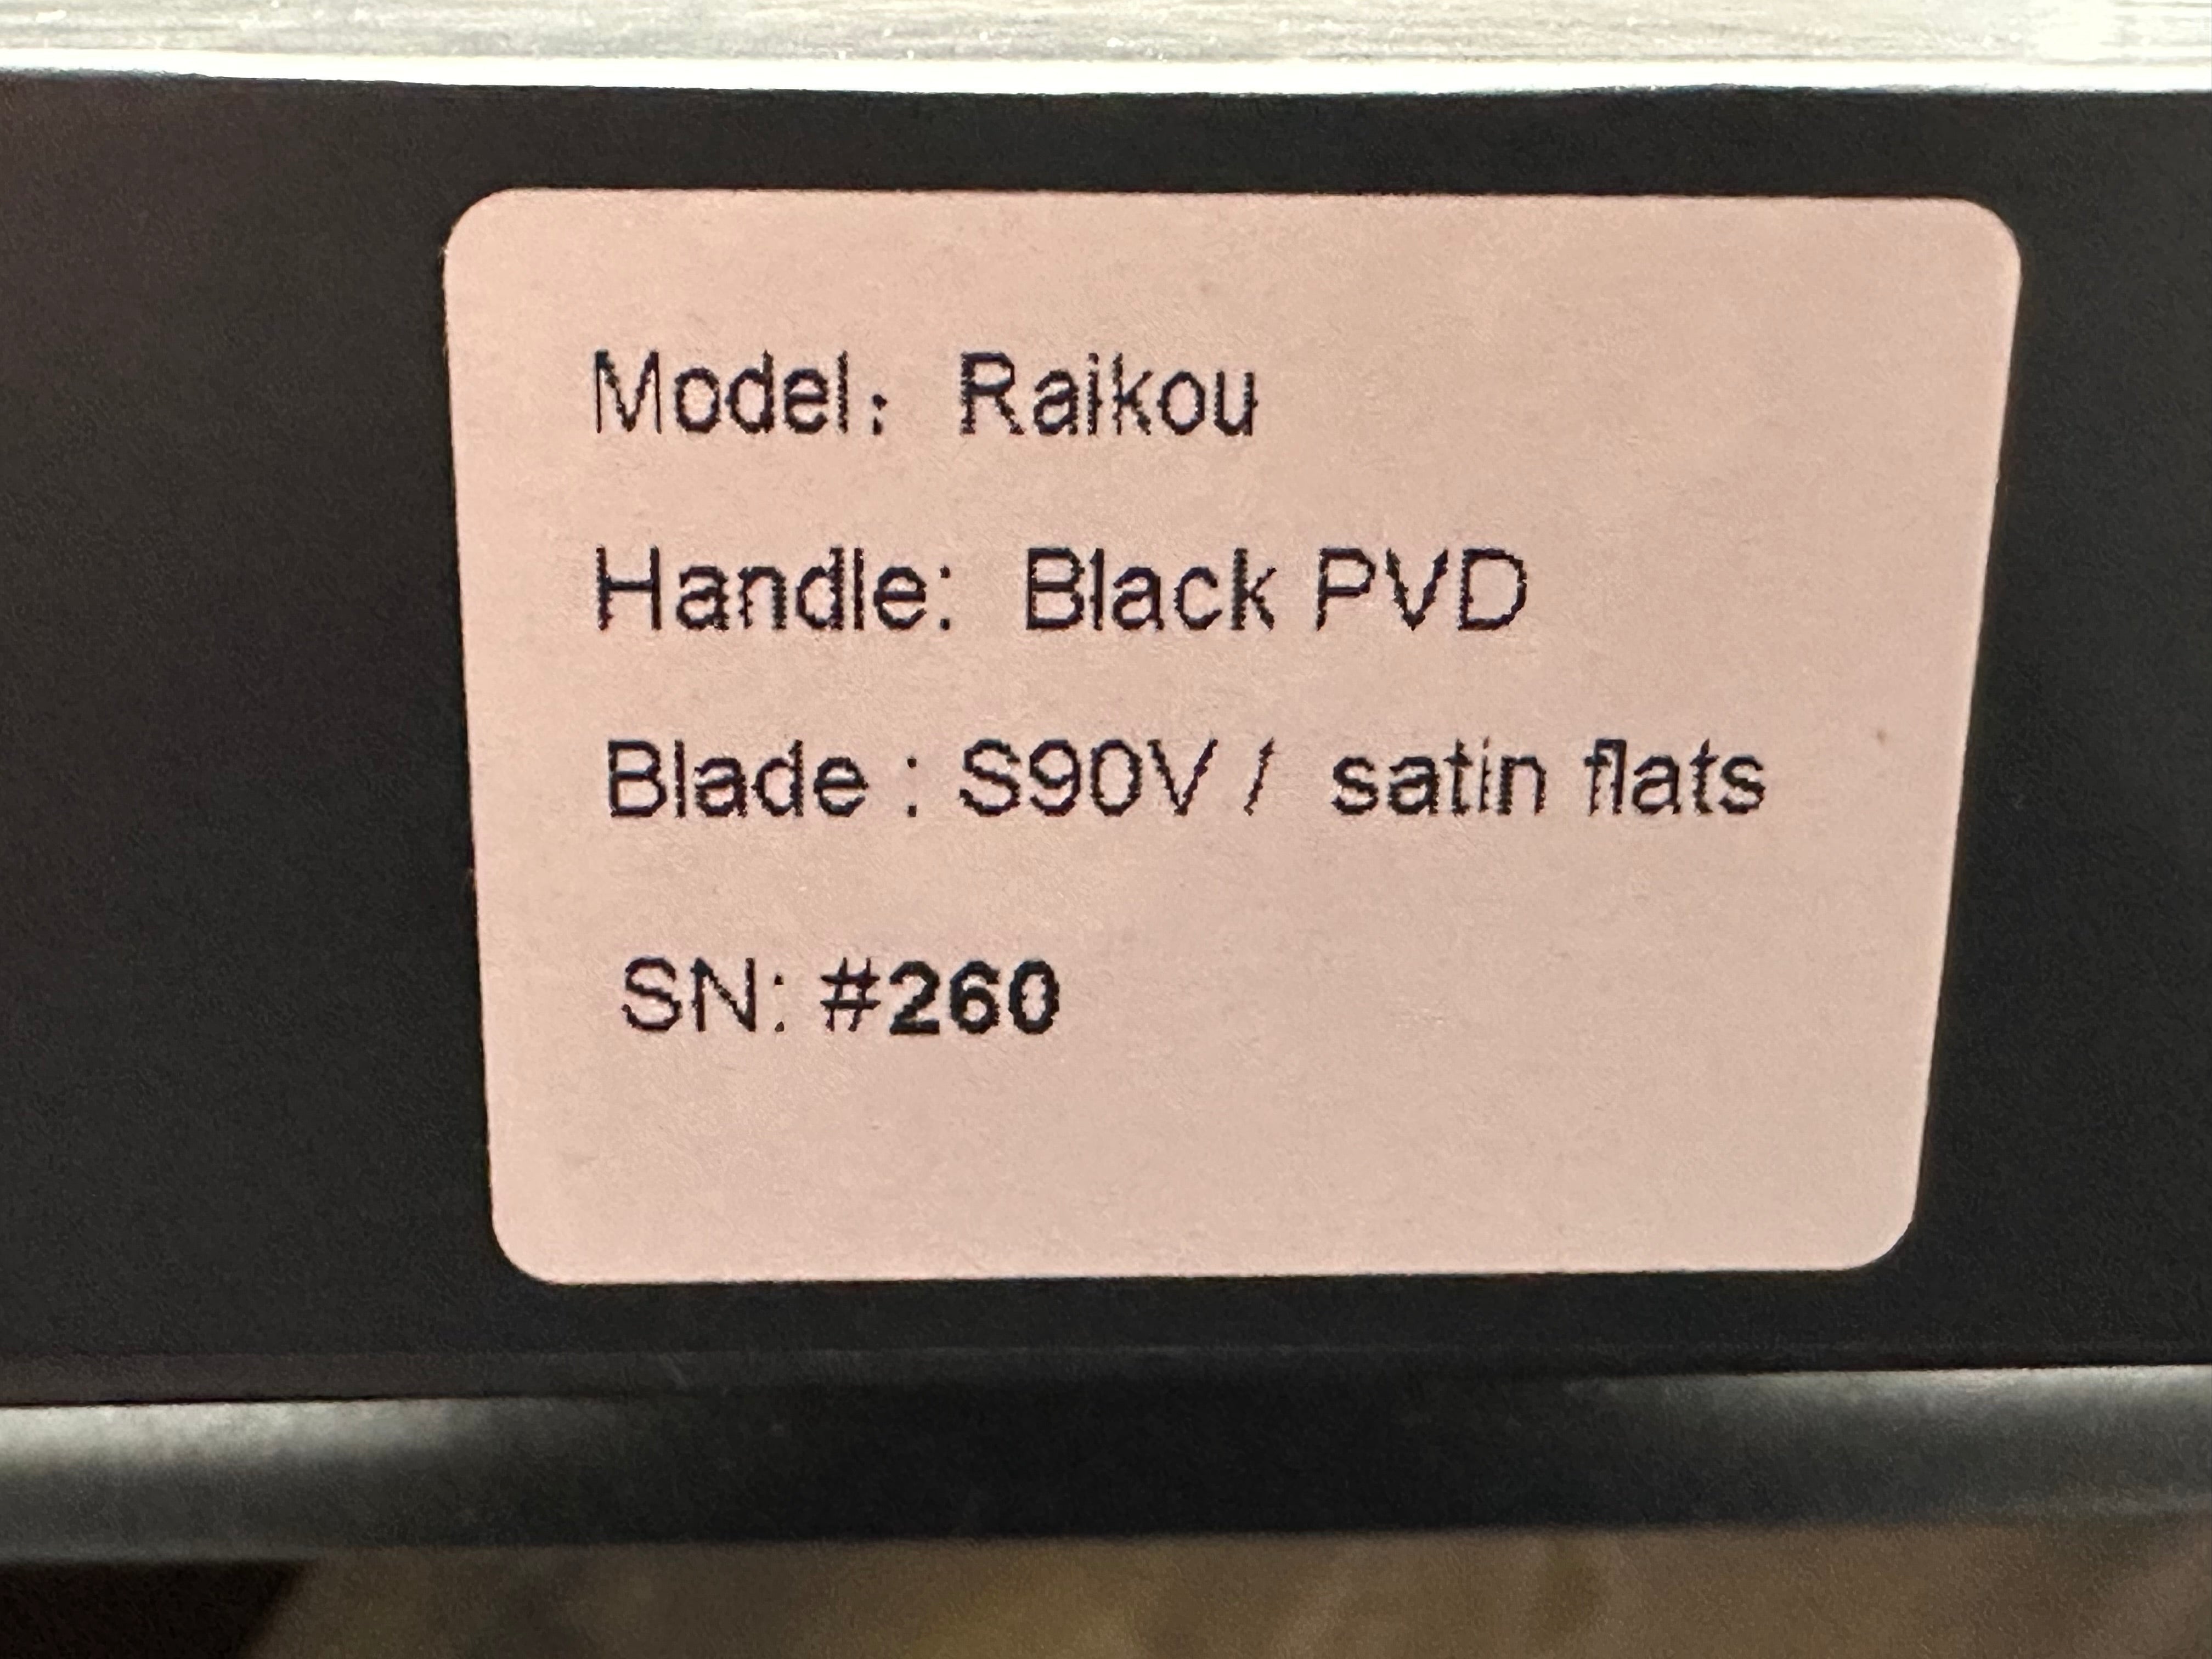 Model： Raikou
Handle: Black PVD
Blade : S90V / satin flats
SN: #260